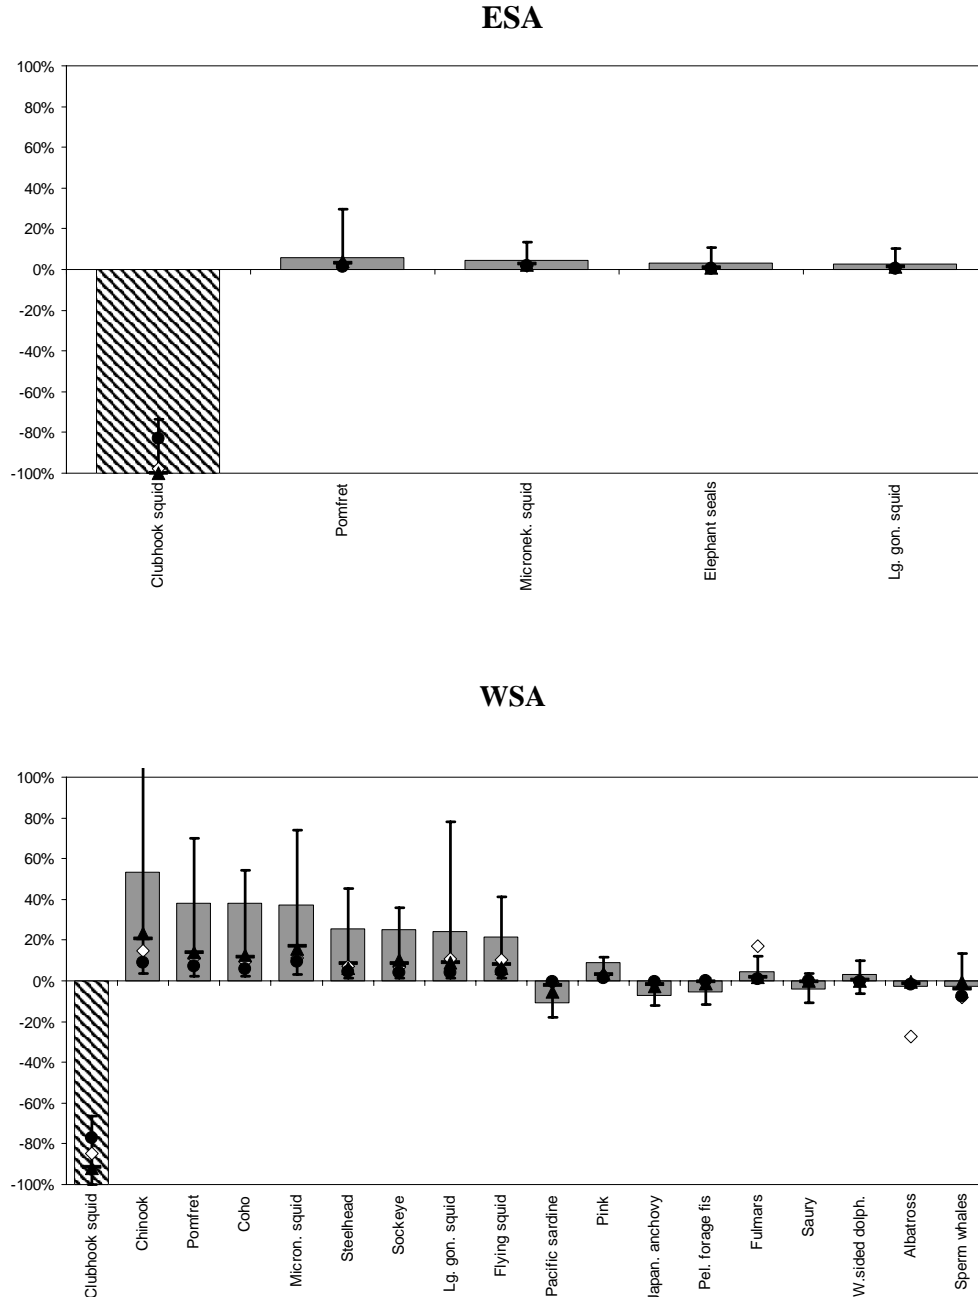 ESA
100%
80%
60%
40%
20%
0%
-20%
-40%
-60%
-80%
-100%
Clubhook squid
Pomfret
Micronek. squid
Elephant seals
Lg. gon. squid
WSA
100%
80%
60%
40%
20%
0%
-20%
-40%
-60%
-80%
-100%
Clubhook squid
Chinook
Pomfret
Coho
Micron. squid
Steelhead
Sockeye
Lg. gon. squid
Flying squid
Pacific sardine
Pink
Japan. anchovy
Pel. forage fis
Fulmars
Saury
W.sided dolph.
Albatross
Sperm whales